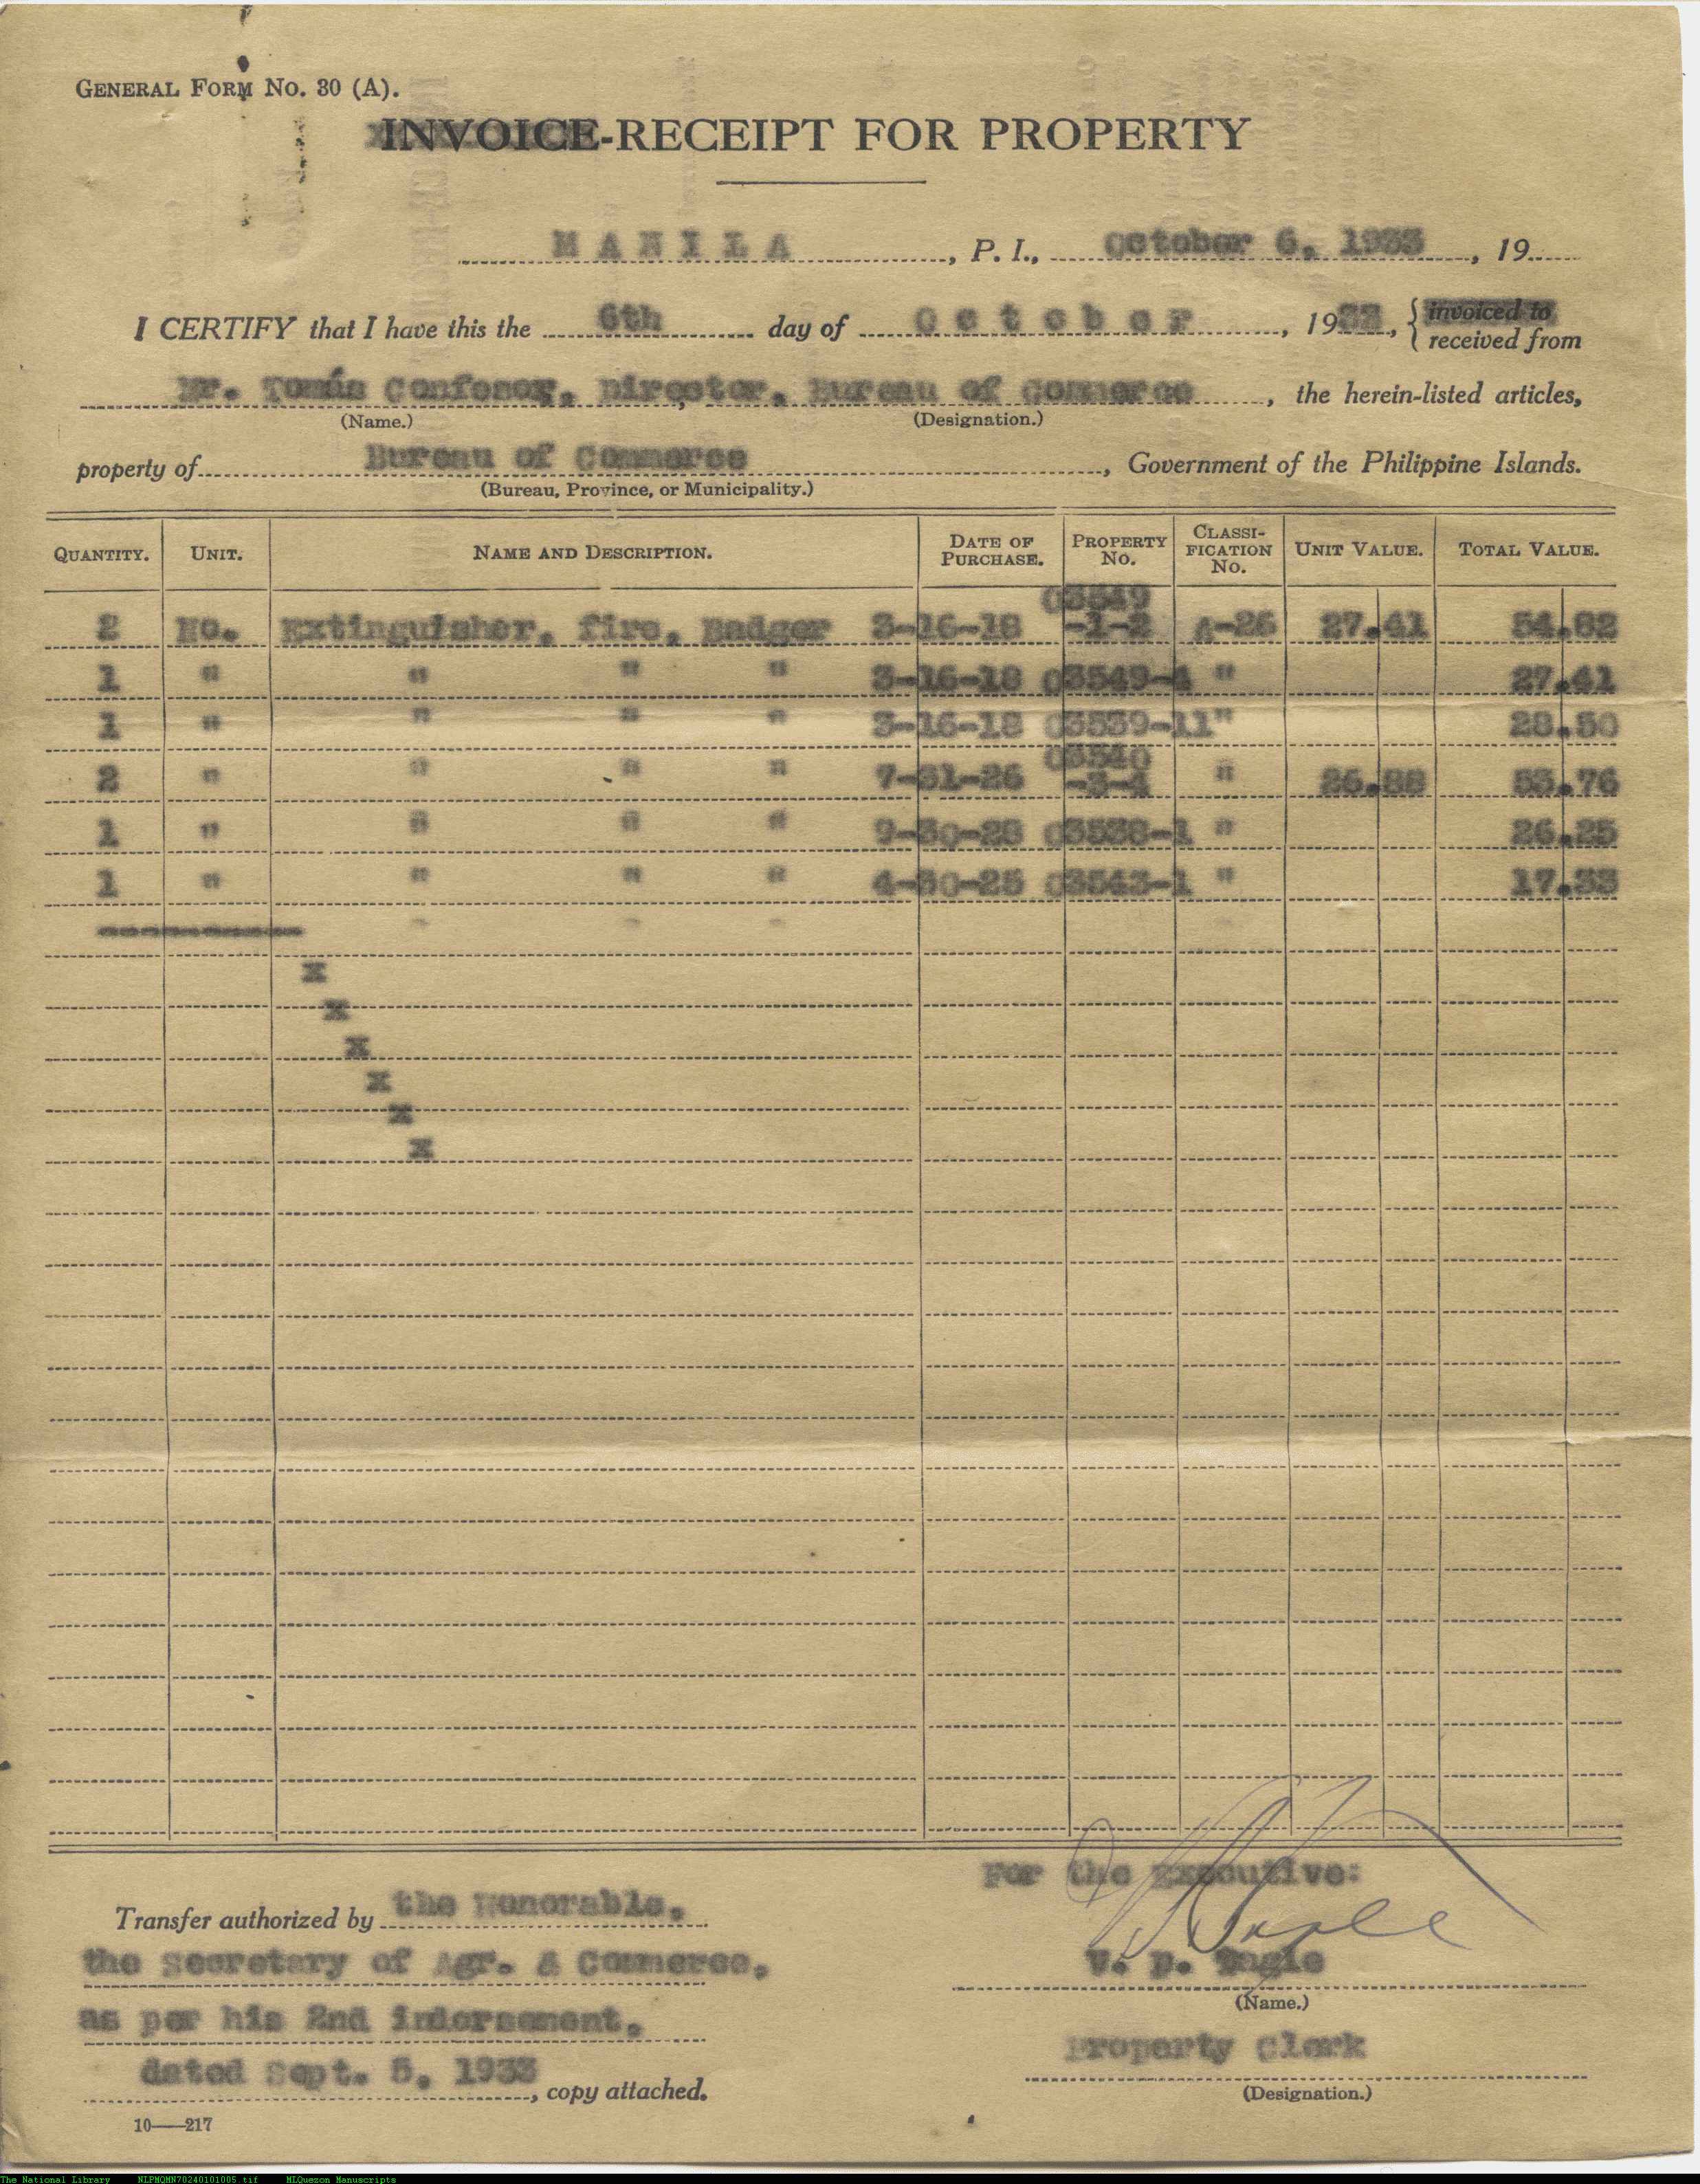 GENERAL FORM NO. 30 (A).
INVOICE-RECEIPT FOR PROPERTY
MANILA, P. I., October 6, 1933, 19
I CERTIFY that I have this the 6th day of October, 1933, { invoiced to
received from
Mr. Tomás Confesor, Director, Bureau of Commerce, the herein-listed articles,
(Name.) (Designation.)
property of Bureau of Commerce, Government of the Philippine Islands.
(Bureau, Province, or Municipality.)
QUANTITY. UNIT. NAME AND DESCRIPTION. DATE OF PURCHASE. PROPERTY NO. CLASSIFICATION NO. UNIT VALUE. TOTAL VALUE.
2 No. Extinguisher, fire, Badger 3-16-18 03549-1-2 A-26 27.41 54.82
1 " " " " 3-16-18 03549-4 " 27.41
1 " " " " 3-16-18 03539-11 " 28.50
2 " " " " 7-31-26 03540-3-4 " 26.88 53.76
1 " " " " 9-30-28 03538-1 " 26.25
1 " " " " 4-30-25 03543-1 " 17.33
x
x
x
x
x
x
For the Executive:
Transfer authorized by the Honorable,
the Secretary of Agr. & Commerce,
V. D. Tagle
(Name.)
as per his 2nd indorsement,
Property Clerk
dated Sept. 5, 1933, copy attached.
(Designation.)
10—217
The National Library NLPMQMN70240101005.tif MLQuezon Manuscripts